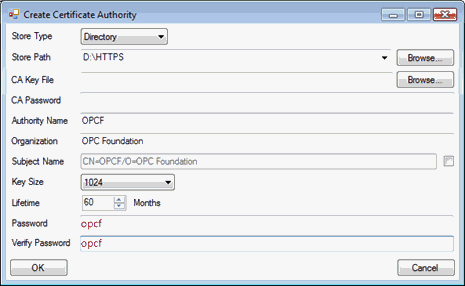 Create Certificate Authority
Store Type Directory
Store Path D:\HTTPS Browse...
CA Key File Browse...
CA Password
Authority Name OPCF
Organization OPC Foundation
Subject Name CN=OPCF/O=OPC Foundation
Key Size 1024
Lifetime 60 Months
Password opcf
Verify Password opcf
OK Cancel